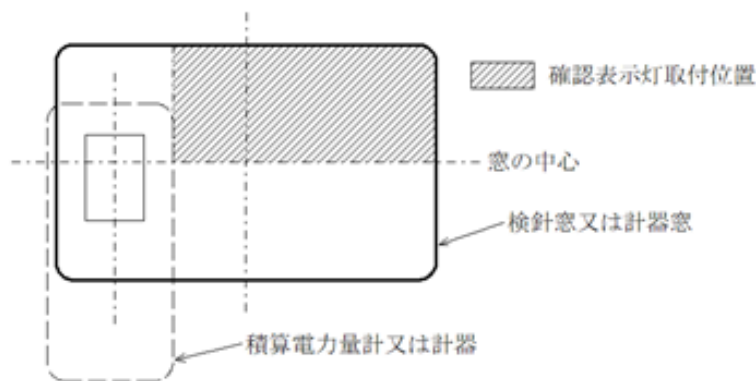 確認表示灯取付位置
窓の中心
検針窓又は計器窓
積算電力量計又は計器